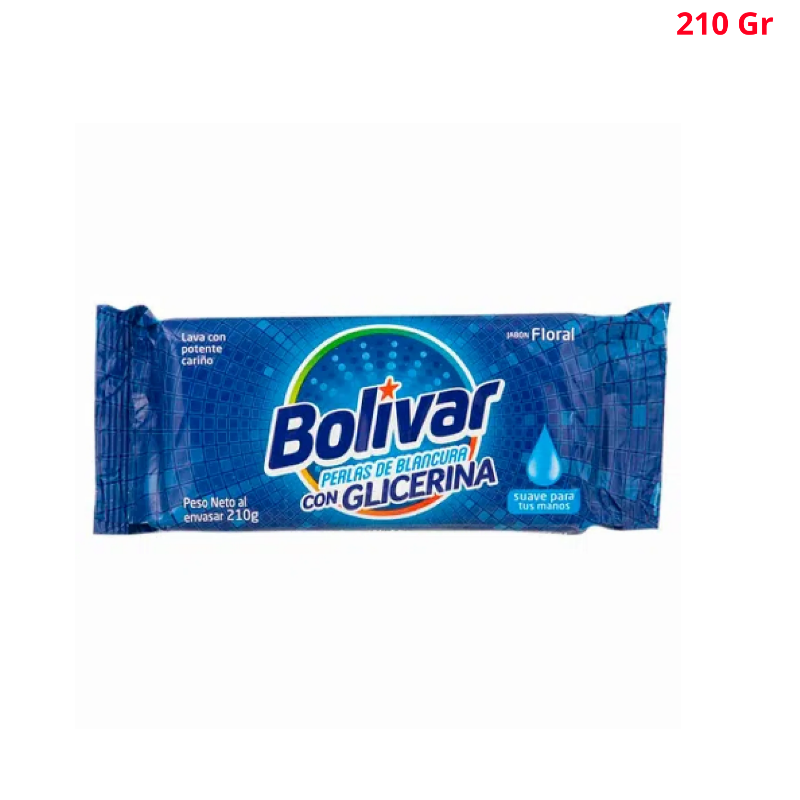 210 Gr
Lava con
potente
cariño
JABÓN Floral
Bolivar
PERLAS DE BLANCURA
CON GLICERINA
Peso Neto al
envasar 210g
suave para
tus manos